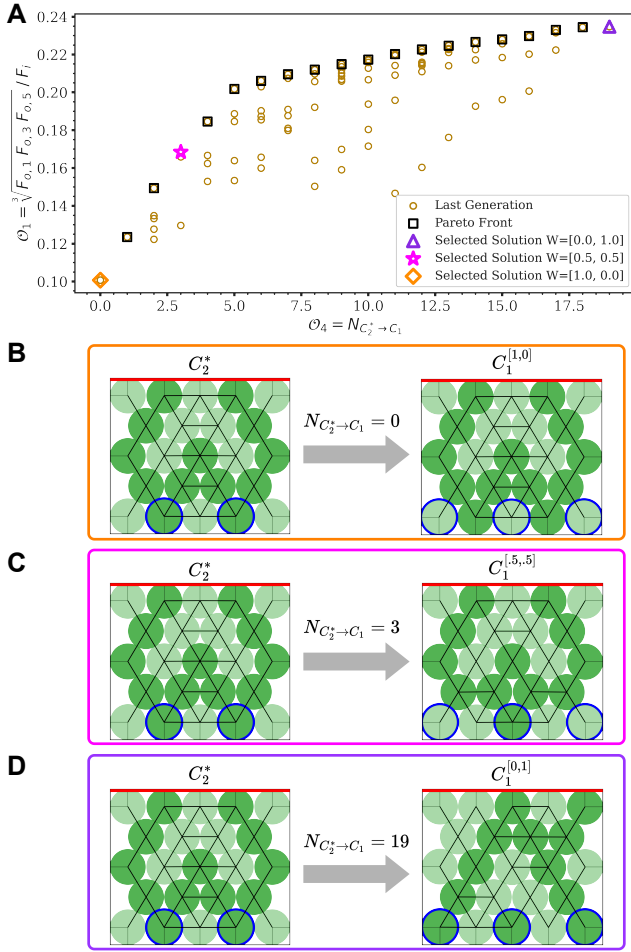 A
0.24
0.22
0.20
0.18
0.16
0.14
0.12
0.10
𝒪₁ = ∛(F_{o,1} F_{o,3} F_{o,5}) / F_i
Last Generation
Pareto Front
Selected Solution W=[0.0, 1.0]
Selected Solution W=[0.5, 0.5]
Selected Solution W=[1.0, 0.0]
0.0 2.5 5.0 7.5 10.0 12.5 15.0 17.5
𝒪₄ = N_{C₂*→C₁}
B
C₂* C₁^{[1,0]}
N_{C₂*→C₁} = 0
C
C₂* C₁^{[.5,.5]}
N_{C₂*→C₁} = 3
D
C₂* C₁^{[0,1]}
N_{C₂*→C₁} = 19